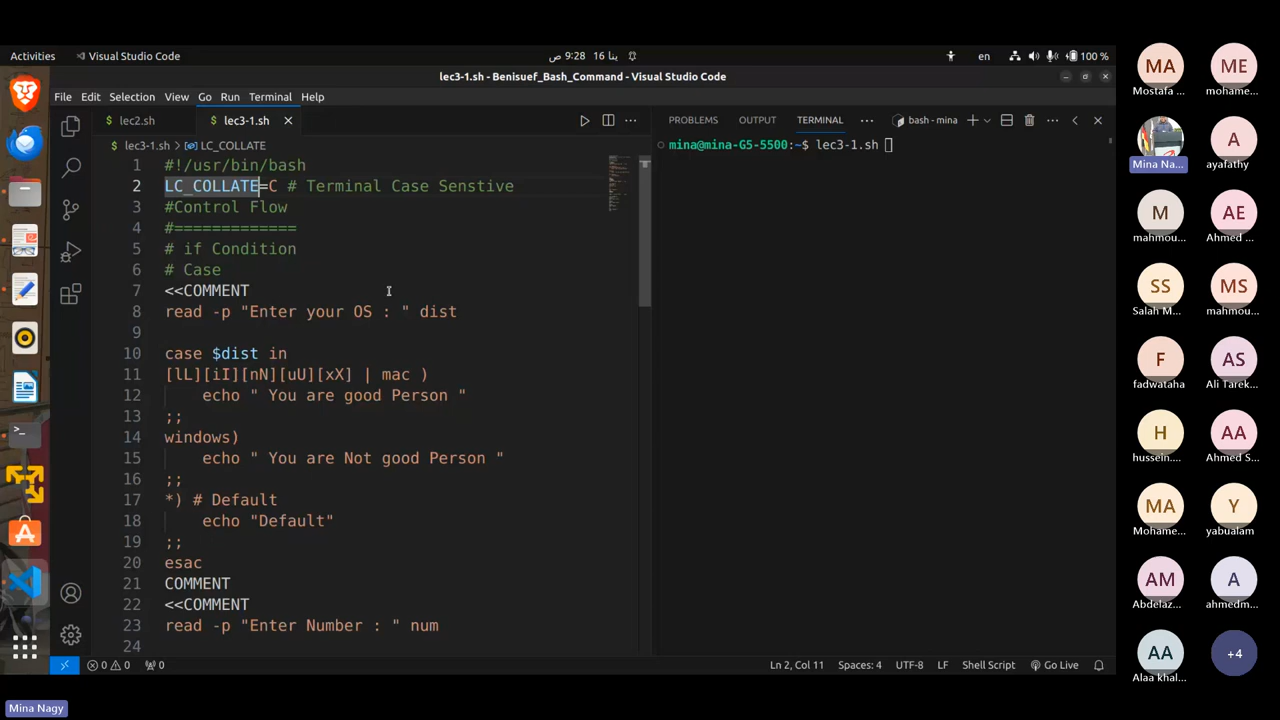 Activities
Visual Studio Code
9:28 ص
ينا 16
en
100 %
lec3-1.sh - Benisuef_Bash_Command - Visual Studio Code
File Edit Selection View Go Run Terminal Help
lec2.sh
lec3-1.sh
PROBLEMS OUTPUT TERMINAL
bash - mina
lec3-1.sh > LC_COLLATE
mina@mina-G5-5500:~$ lec3-1.sh
1 #!/usr/bin/bash
2 LC_COLLATE=C # Terminal Case Senstive
3 #Control Flow
4 #=============
5 # if Condition
6 # Case
7 <<COMMENT
8 read -p "Enter your OS : " dist
9
10 case $dist in
11 [lL][iI][nN][uU][xX] | mac )
12 echo " You are good Person "
13 ;;
14 windows)
15 echo " You are Not good Person "
16 ;;
17 *) # Default
18 echo "Default"
19 ;;
20 esac
21 COMMENT
22 <<COMMENT
23 read -p "Enter Number : " num
24
0 0 0
Ln 2, Col 11 Spaces: 4 UTF-8 LF Shell Script Go Live
MA
Mostafa ...
ME
mohame...
Mina Na...
A
ayafathy
M
mahmou...
AE
Ahmed ...
SS
Salah M...
MS
mahmou...
F
fadwataha
AS
Ali Tarek...
H
hussein....
AA
Ahmed S...
MA
Mohame...
Y
yabualam
AM
Abdelaz...
A
ahmedm...
AA
Alaa khal...
+4
Mina Nagy